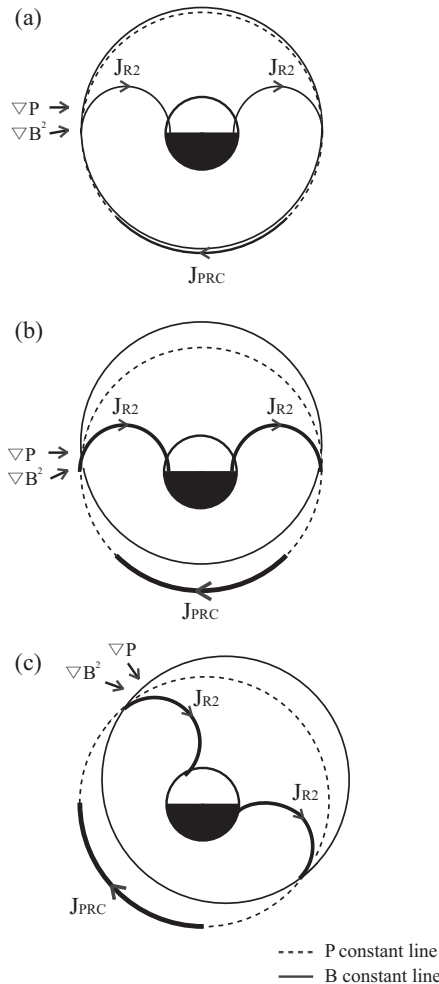 (a)
J_R2 J_R2
▽P
▽B²
J_PRC
(b)
J_R2 J_R2
▽P
▽B²
J_PRC
(c)
▽P
▽B²
J_R2
J_R2
J_PRC
P constant line
B constant line